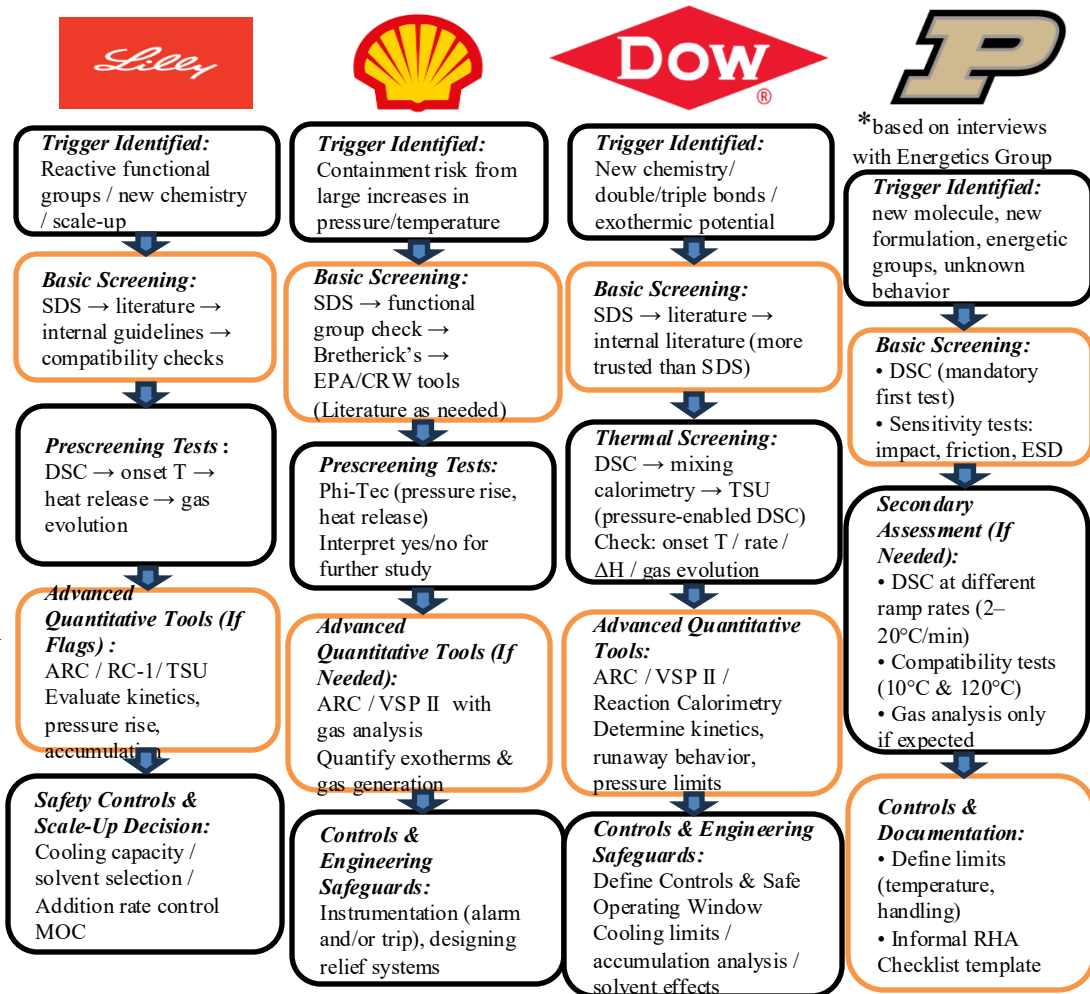 Lilly
Trigger Identified:
Reactive functional
groups / new chemistry
/ scale-up
Basic Screening:
SDS → literature →
internal guidelines →
compatibility checks
Prescreening Tests :
DSC → onset T →
heat release → gas
evolution
Advanced
Quantitative Tools (If
Flags) :
ARC / RC-1/ TSU
Evaluate kinetics,
pressure rise,
accumulation
Safety Controls &
Scale-Up Decision:
Cooling capacity /
solvent selection /
Addition rate control
MOC
Trigger Identified:
Containment risk from
large increases in
pressure/temperature
Basic Screening:
SDS → functional
group check →
Bretherick's →
EPA/CRW tools
(Literature as needed)
Prescreening Tests:
Phi-Tec (pressure rise,
heat release)
Interpret yes/no for
further study
Advanced
Quantitative Tools (If
Needed):
ARC / VSP II with
gas analysis
Quantify exotherms &
gas generation
Controls &
Engineering
Safeguards:
Instrumentation (alarm
and/or trip), designing
relief systems
Dow
®
Trigger Identified:
New chemistry/
double/triple bonds /
exothermic potential
Basic Screening:
SDS → literature →
internal literature (more
trusted than SDS)
Thermal Screening:
DSC → mixing
calorimetry → TSU
(pressure-enabled DSC)
Check: onset T / rate /
ΔH / gas evolution
Advanced Quantitative
Tools:
ARC / VSP II /
Reaction Calorimetry
Determine kinetics,
runaway behavior,
pressure limits
Controls & Engineering
Safeguards:
Define Controls & Safe
Operating Window
Cooling limits /
accumulation analysis /
solvent effects
P
*based on interviews
with Energetics Group
Trigger Identified:
new molecule, new
formulation, energetic
groups, unknown
behavior
Basic Screening:
• DSC (mandatory
first test)
• Sensitivity tests:
impact, friction, ESD
Secondary
Assessment (If
Needed):
• DSC at different
ramp rates (2–
20°C/min)
• Compatibility tests
(10°C & 120°C)
• Gas analysis only
if expected
Controls &
Documentation:
• Define limits
(temperature,
handling)
• Informal RHA
Checklist template